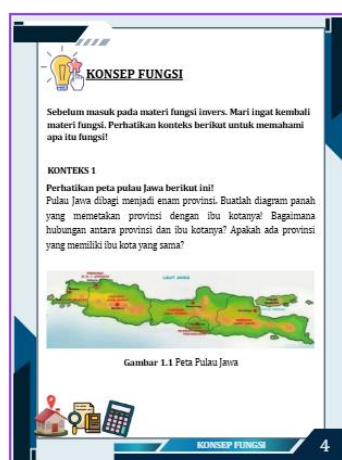 KONSEP FUNGSI
Sebelum masuk pada materi fungsi invers. Mari ingat kembali
materi fungsi. Perhatikan konteks berikut untuk memahami
apa itu fungsi!
KONTEKS 1
Perhatikan peta pulau Jawa berikut ini!
Pulau Jawa dibagi menjadi enam provinsi. Buatlah diagram panah
yang memetakan provinsi dengan ibu kotanya! Bagaimana
hubungan antara provinsi dan ibu kotanya? Apakah ada provinsi
yang memiliki ibu kota yang sama?
LAUT JAWA
Gambar 1.1 Peta Pulau Jawa
KONSEP FUNGSI
4